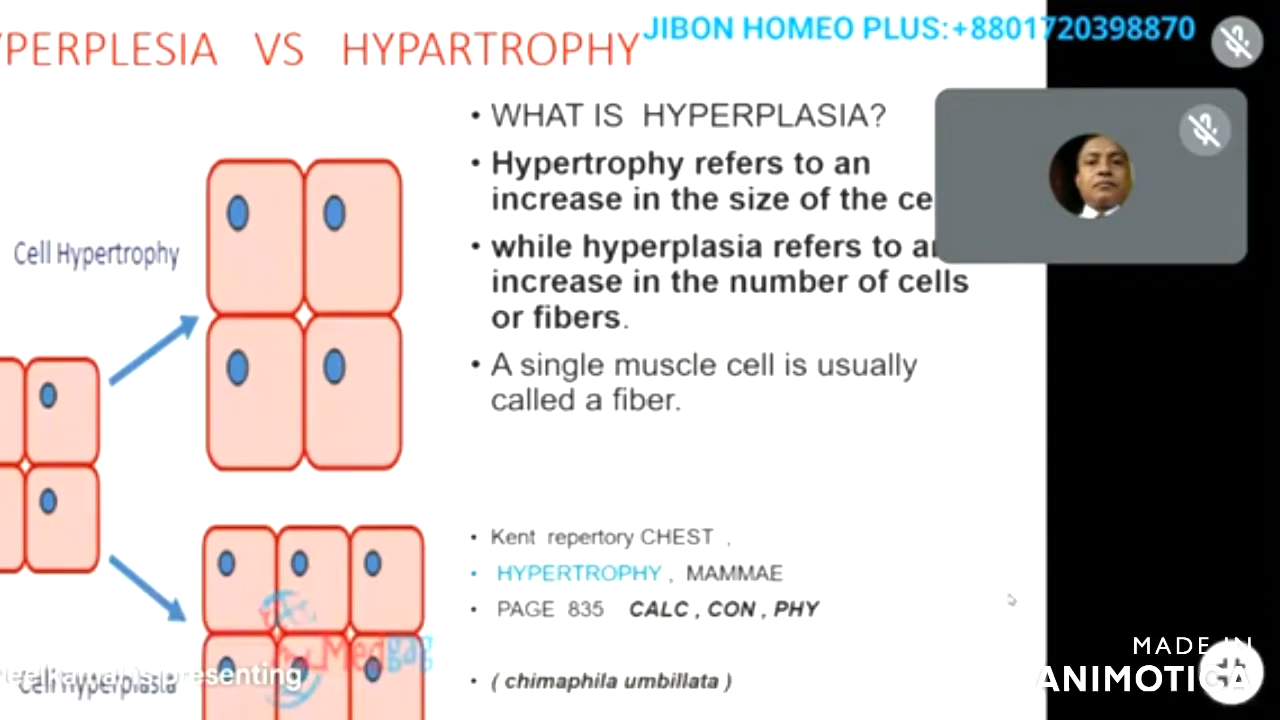 YPERPLESIA VS HYPARTROPHY
JIBON HOMEO PLUS:+8801720398870
• WHAT IS HYPERPLASIA?
• Hypertrophy refers to an
increase in the size of the ce
• while hyperplasia refers to an
increase in the number of cells
or fibers.
• A single muscle cell is usually
called a fiber.
Cell Hypertrophy
• Kent repertory CHEST ,
• HYPERTROPHY , MAMMAE
• PAGE 835 CALC , CON , PHY
• ( chimaphila umbillata )
Medgag
is presenting
Cell Hyperplasia
MADE IN
ANIMOTICA